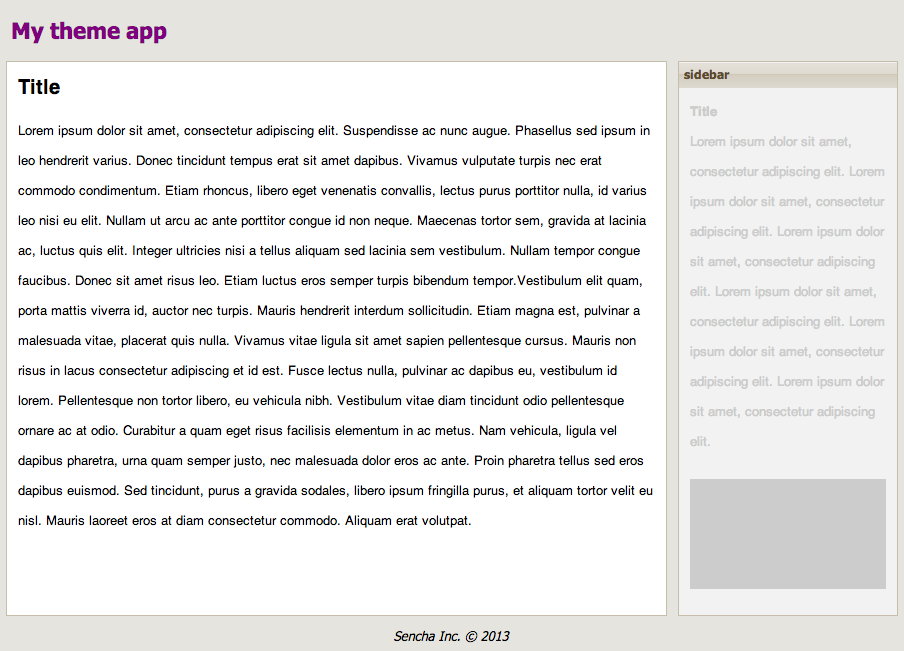 My theme app
Title
Lorem ipsum dolor sit amet, consectetur adipiscing elit. Suspendisse ac nunc augue. Phasellus sed ipsum in
leo hendrerit varius. Donec tincidunt tempus erat sit amet dapibus. Vivamus vulputate turpis nec erat
commodo condimentum. Etiam rhoncus, libero eget venenatis convallis, lectus purus porttitor nulla, id varius
leo nisi eu elit. Nullam ut arcu ac ante porttitor congue id non neque. Maecenas tortor sem, gravida at lacinia
ac, luctus quis elit. Integer ultricies nisi a tellus aliquam sed lacinia sem vestibulum. Nullam tempor congue
faucibus. Donec sit amet risus leo. Etiam luctus eros semper turpis bibendum tempor.Vestibulum elit quam,
porta mattis viverra id, auctor nec turpis. Mauris hendrerit interdum sollicitudin. Etiam magna est, pulvinar a
malesuada vitae, placerat quis nulla. Vivamus vitae ligula sit amet sapien pellentesque cursus. Mauris non
risus in lacus consectetur adipiscing et id est. Fusce lectus nulla, pulvinar ac dapibus eu, vestibulum id
lorem. Pellentesque non tortor libero, eu vehicula nibh. Vestibulum vitae diam tincidunt odio pellentesque
ornare ac at odio. Curabitur a quam eget risus facilisis elementum in ac metus. Nam vehicula, ligula vel
dapibus pharetra, urna quam semper justo, nec malesuada dolor eros ac ante. Proin pharetra tellus sed eros
dapibus euismod. Sed tincidunt, purus a gravida sodales, libero ipsum fringilla purus, et aliquam tortor velit eu
nisl. Mauris laoreet eros at diam consectetur commodo. Aliquam erat volutpat.
sidebar
Title
Lorem ipsum dolor sit amet,
consectetur adipiscing elit. Lorem
ipsum dolor sit amet, consectetur
adipiscing elit. Lorem ipsum dolor
sit amet, consectetur adipiscing
elit. Lorem ipsum dolor sit amet,
consectetur adipiscing elit. Lorem
ipsum dolor sit amet, consectetur
adipiscing elit. Lorem ipsum dolor
sit amet, consectetur adipiscing
elit.
Sencha Inc. © 2013